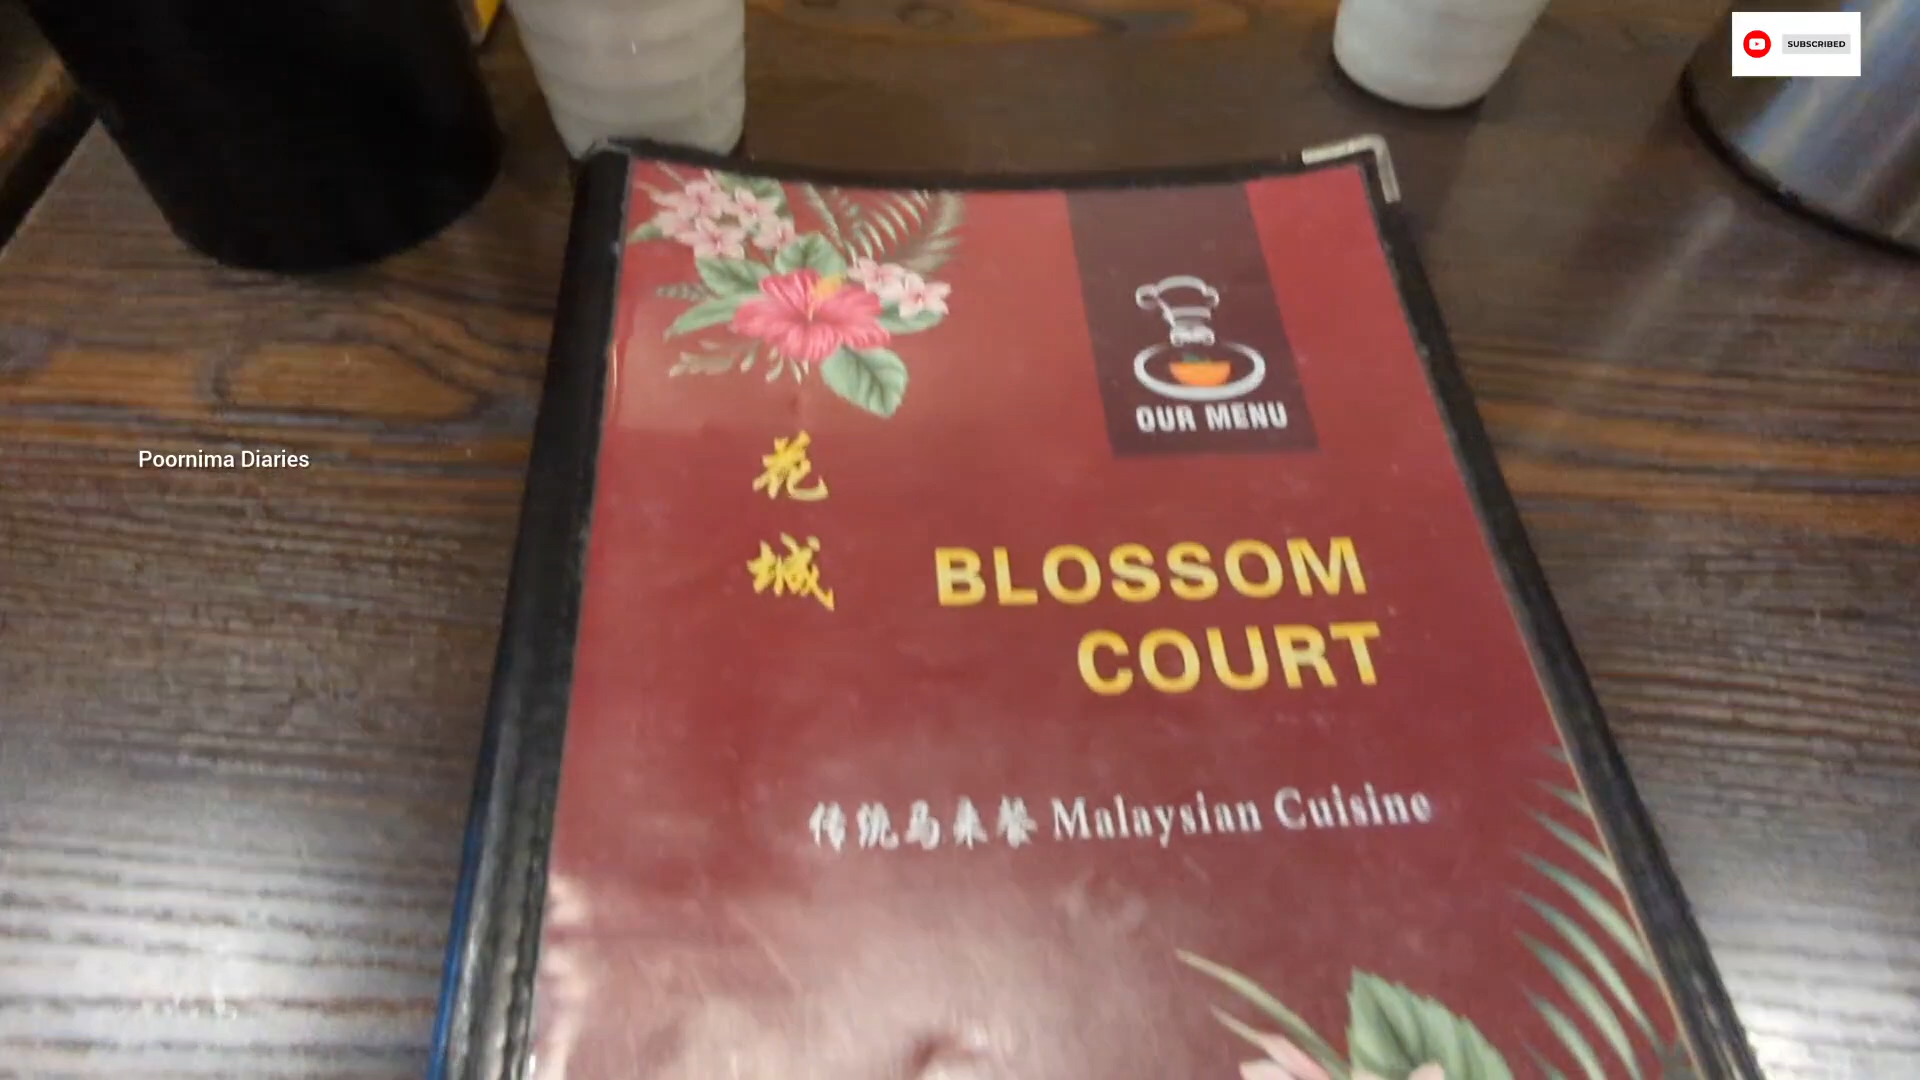 SUBSCRIBED
OUR MENU
Poornima Diaries
花
城
BLOSSOM
COURT
传统马来餐 Malaysian Cuisine